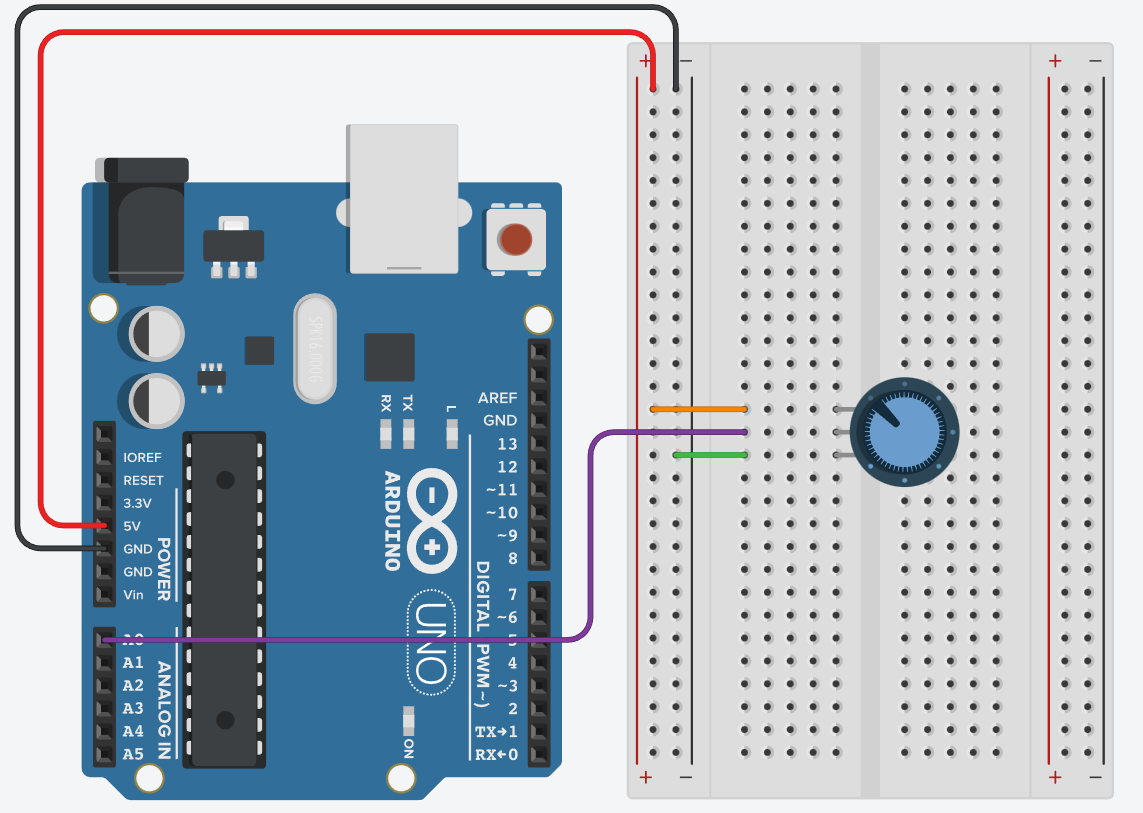 + −
+ −
SPK16.000G
RX
TX
L
AREF
GND
13
12
~11
~10
~9
8
IOREF
RESET
3.3V
5V
GND
GND
Vin
POWER
ARDUINO
UNO
DIGITAL (PWM~)
7
~6
5
4
~3
2
TX→1
RX←0
A0
A1
A2
A3
A4
A5
ANALOG IN
ON
+ −
+ −